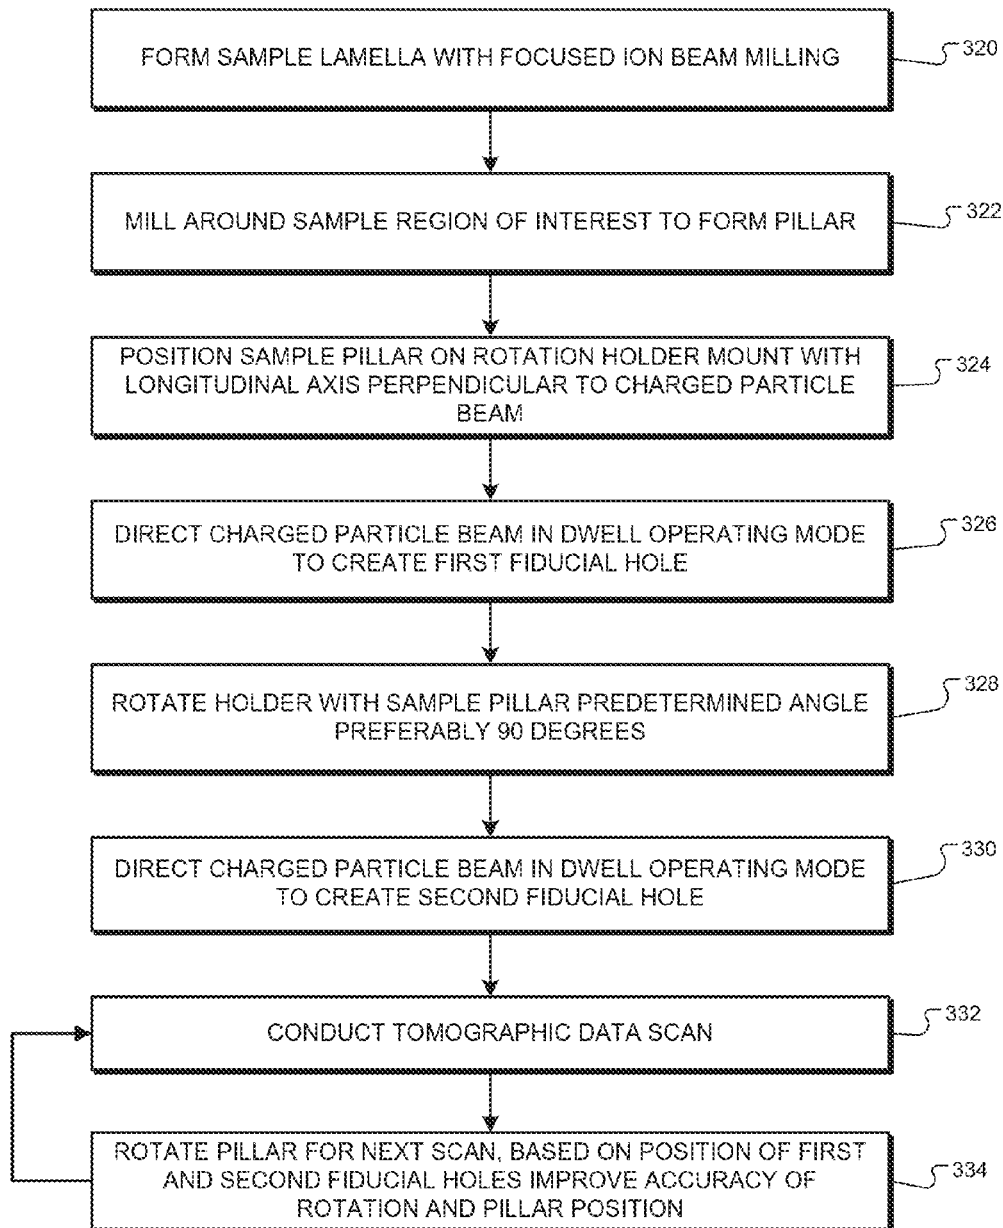 FORM SAMPLE LAMELLA WITH FOCUSED ION BEAM MILLING
320
MILL AROUND SAMPLE REGION OF INTEREST TO FORM PILLAR
322
POSITION SAMPLE PILLAR ON ROTATION HOLDER MOUNT WITH
LONGITUDINAL AXIS PERPENDICULAR TO CHARGED PARTICLE
BEAM
324
DIRECT CHARGED PARTICLE BEAM IN DWELL OPERATING MODE
TO CREATE FIRST FIDUCIAL HOLE
326
ROTATE HOLDER WITH SAMPLE PILLAR PREDETERMINED ANGLE
PREFERABLY 90 DEGREES
328
DIRECT CHARGED PARTICLE BEAM IN DWELL OPERATING MODE
TO CREATE SECOND FIDUCIAL HOLE
330
CONDUCT TOMOGRAPHIC DATA SCAN
332
ROTATE PILLAR FOR NEXT SCAN, BASED ON POSITION OF FIRST
AND SECOND FIDUCIAL HOLES IMPROVE ACCURACY OF
ROTATION AND PILLAR POSITION
334